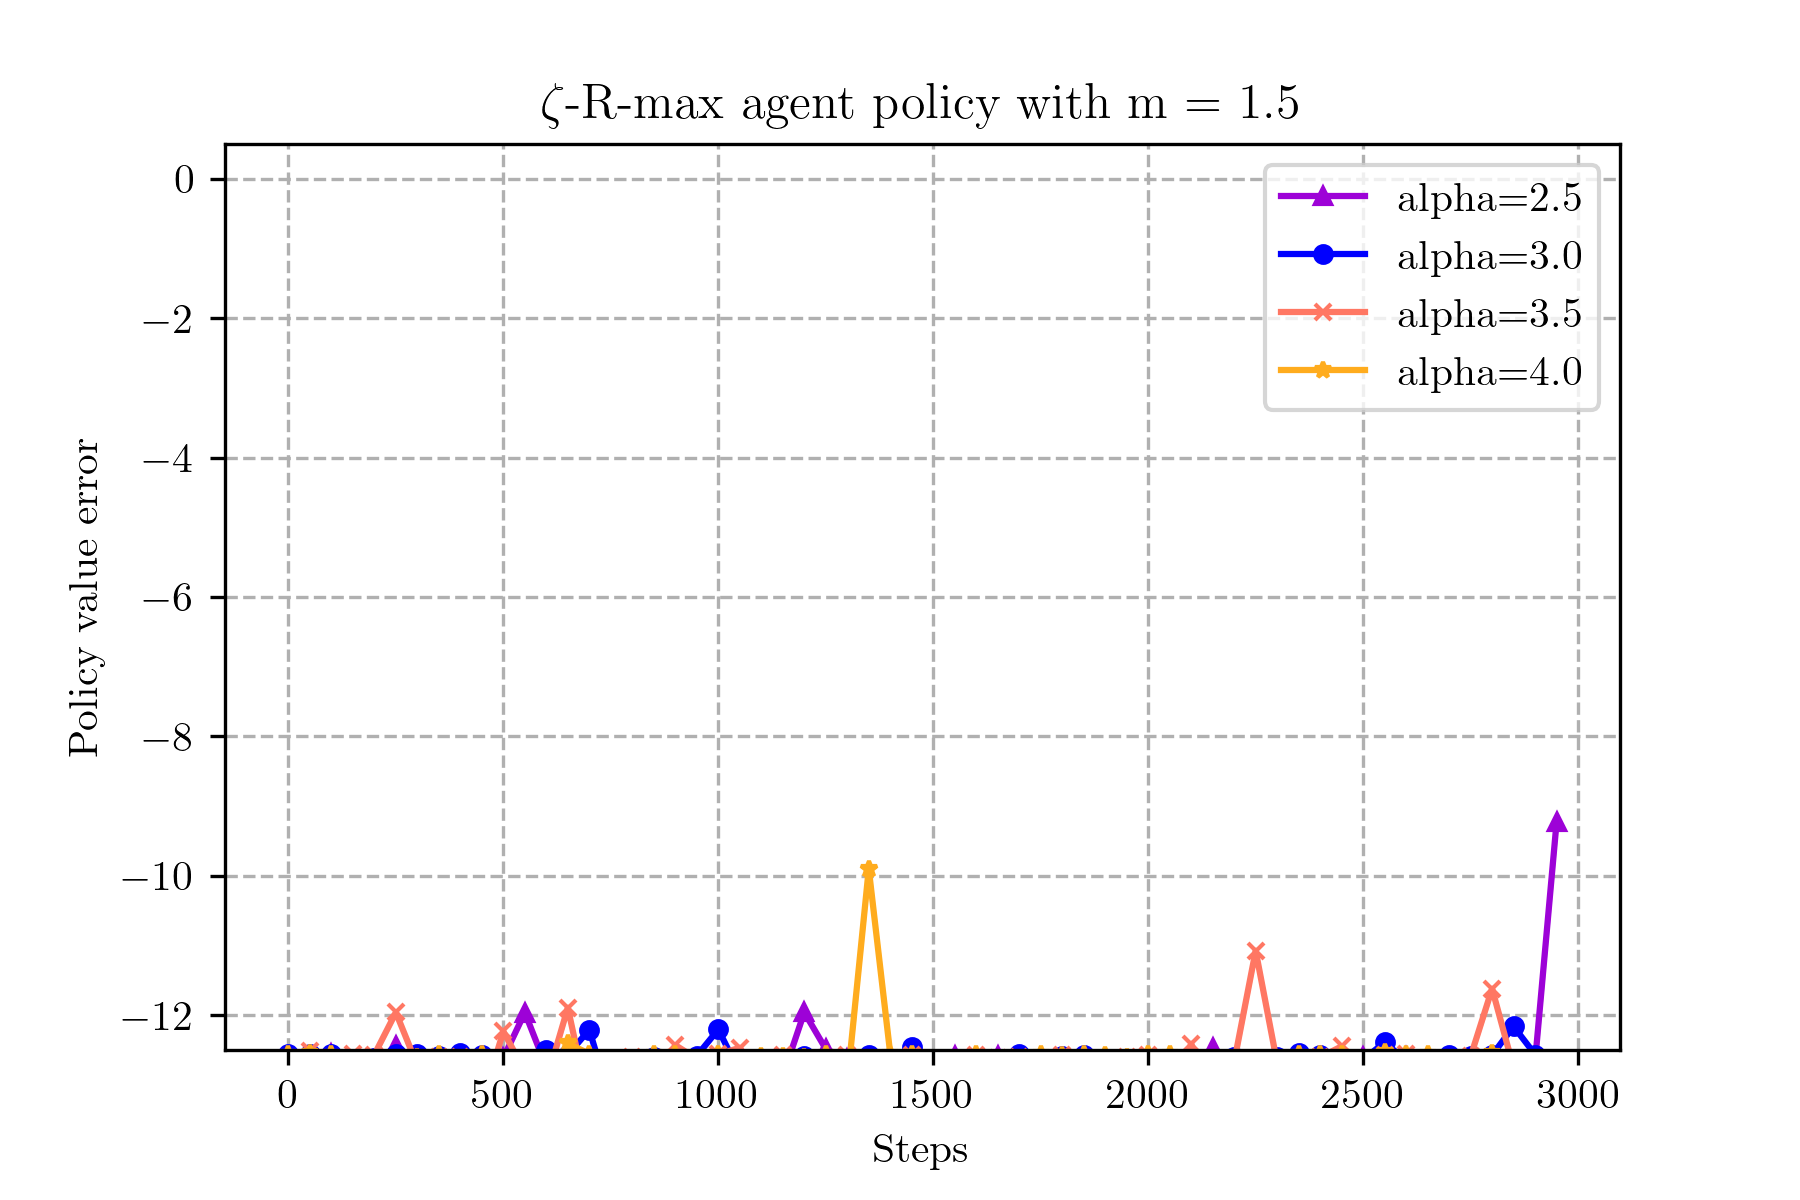 ζ-R-max agent policy with m = 1.5
alpha=2.5
alpha=3.0
alpha=3.5
alpha=4.0
Policy value error
0
−2
−4
−6
−8
−10
−12
0 500 1000 1500 2000 2500 3000
Steps